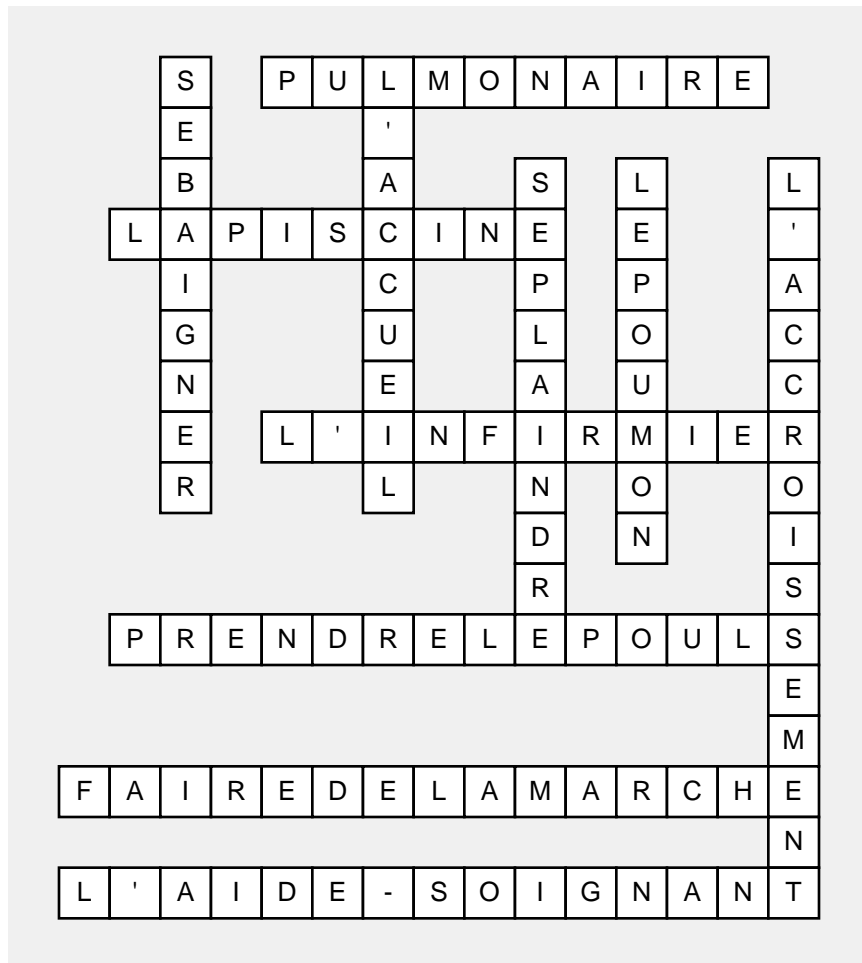 SEBAIGNER
PULMONAIRE
L'ACCUEIL
SEPLAINDRE
LEPOUMON
L'ACCROISSEMENT
LAPISCINE
L'INFIRMIER
PRENDRELEPOULS
FAIREDELAMARCHE
L'AIDE-SOIGNANT